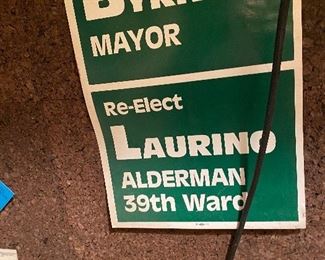 MAYOR
Re-Elect
LAURINO
ALDERMAN
39th Ward